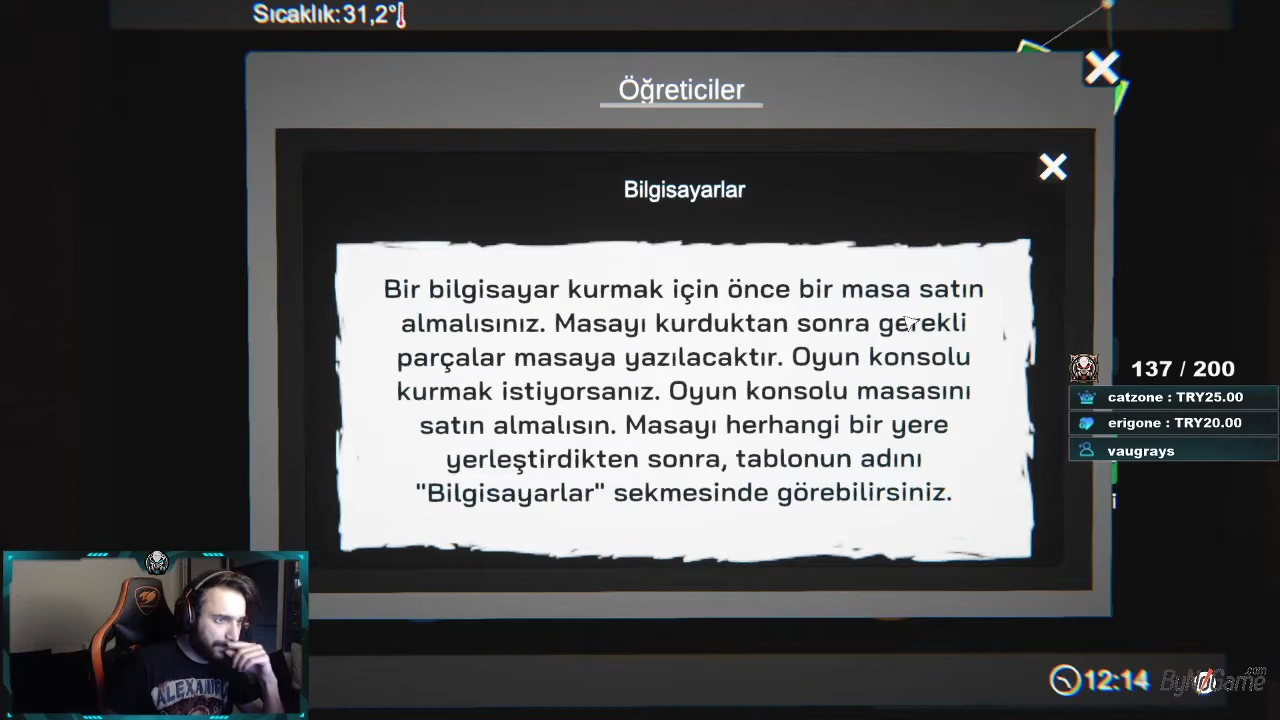 Sıcaklık:31,2°
Öğreticiler
Bilgisayarlar
Bir bilgisayar kurmak için önce bir masa satın
almalısınız. Masayı kurduktan sonra gerekli
parçalar masaya yazılacaktır. Oyun konsolu
kurmak istiyorsanız. Oyun konsolu masasını
satın almalısın. Masayı herhangi bir yere
yerleştirdikten sonra, tablonun adını
"Bilgisayarlar" sekmesinde görebilirsiniz.
137 / 200
catzone : TRY25.00
erigone : TRY20.00
vaugrays
i
12:14
ByNoGame.com